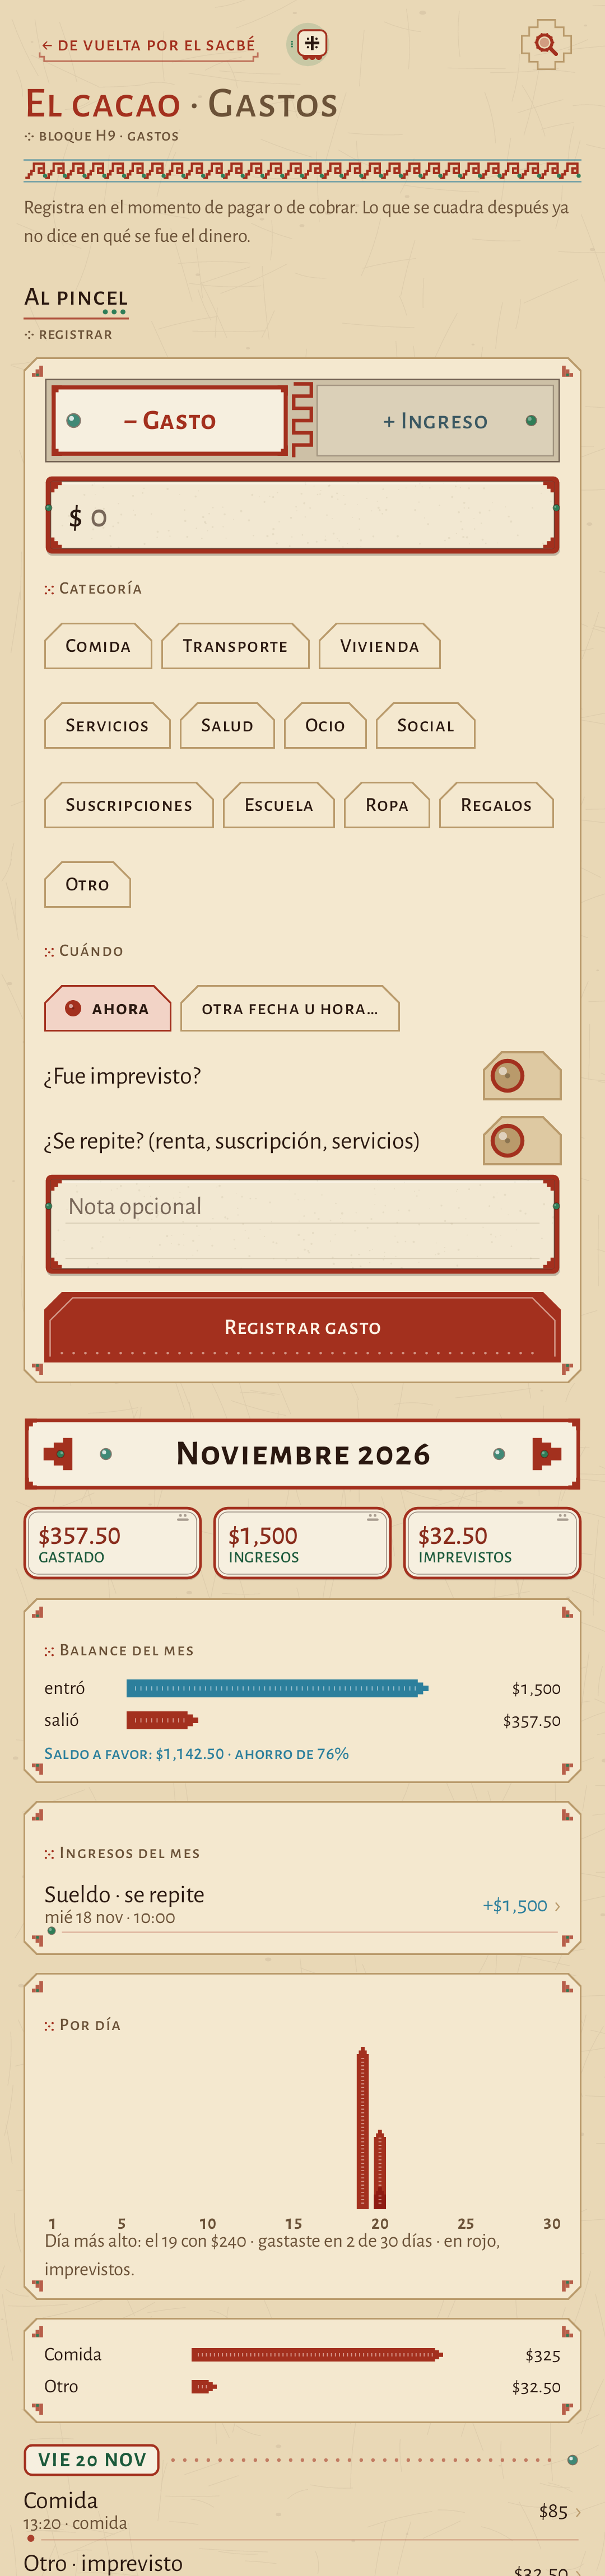 ← DE VUELTA POR EL SACBÉ
EL CACAO · GASTOS
BLOQUE H9 · GASTOS
Registra en el momento de pagar o de cobrar. Lo que se cuadra después ya
no dice en qué se fue el dinero.
AL PINCEL
REGISTRAR
– GASTO
+ INGRESO
$ 0
CATEGORÍA
COMIDA
TRANSPORTE
VIVIENDA
SERVICIOS
SALUD
OCIO
SOCIAL
SUSCRIPCIONES
ESCUELA
ROPA
REGALOS
OTRO
CUÁNDO
AHORA
OTRA FECHA U HORA...
¿Fue imprevisto?
¿Se repite? (renta, suscripción, servicios)
Nota opcional
REGISTRAR GASTO
NOVIEMBRE 2026
$357.50
GASTADO
$1,500
INGRESOS
$32.50
IMPREVISTOS
BALANCE DEL MES
entró $1,500
salió $357.50
SALDO A FAVOR: $1,142.50 · AHORRO DE 76%
INGRESOS DEL MES
Sueldo · se repite
mié 18 nov · 10:00
+$1,500 ›
POR DÍA
1 5 10 15 20 25 30
Día más alto: el 19 con $240 · gastaste en 2 de 30 días · en rojo,
imprevistos.
Comida $325
Otro $32.50
VIE 20 NOV
Comida
13:20 · comida
$85 ›
Otro · imprevisto
$32.50 ›